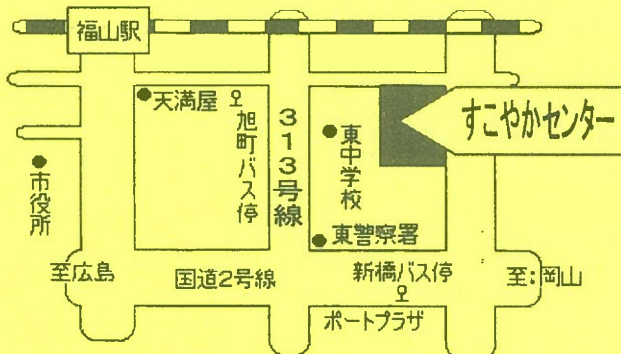 福山駅
天満屋
旭町バス停
313号線
東中学校
すこやかセンター
市役所
東警察署
至広島
国道2号線
新橋バス停
至:岡山
ポートプラザ